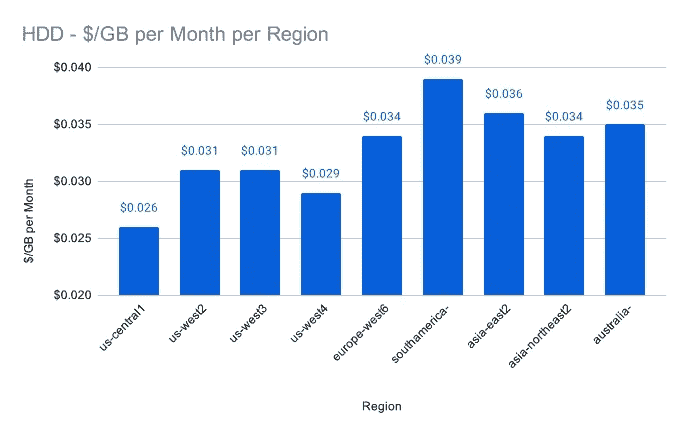 HDD - $/GB per Month per Region
$/GB per Month
$0.040
$0.035
$0.030
$0.025
$0.020
$0.026
$0.031
$0.031
$0.029
$0.034
$0.039
$0.036
$0.034
$0.035
us-central1
us-west2
us-west3
us-west4
europe-west6
southamerica-
asia-east2
asia-northeast2
australia-
Region